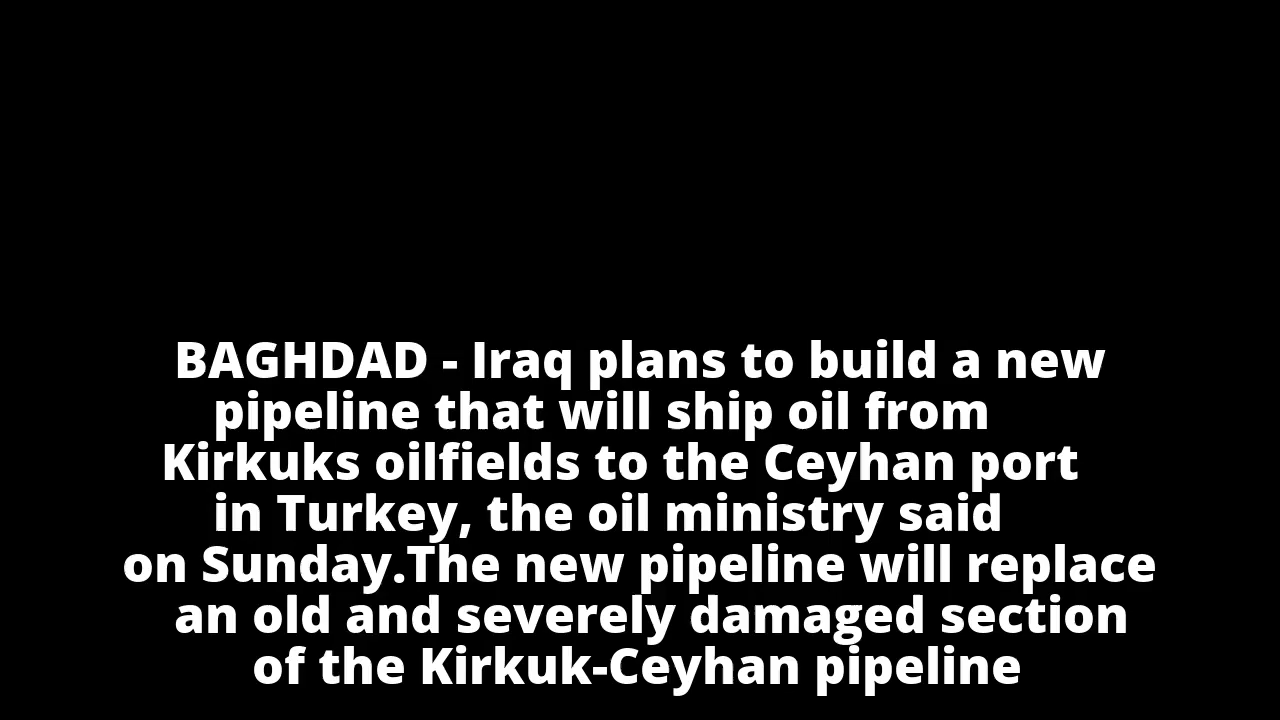 BAGHDAD - Iraq plans to build a new
pipeline that will ship oil from
Kirkuks oilfields to the Ceyhan port
in Turkey, the oil ministry said
on Sunday.The new pipeline will replace
an old and severely damaged section
of the Kirkuk-Ceyhan pipeline